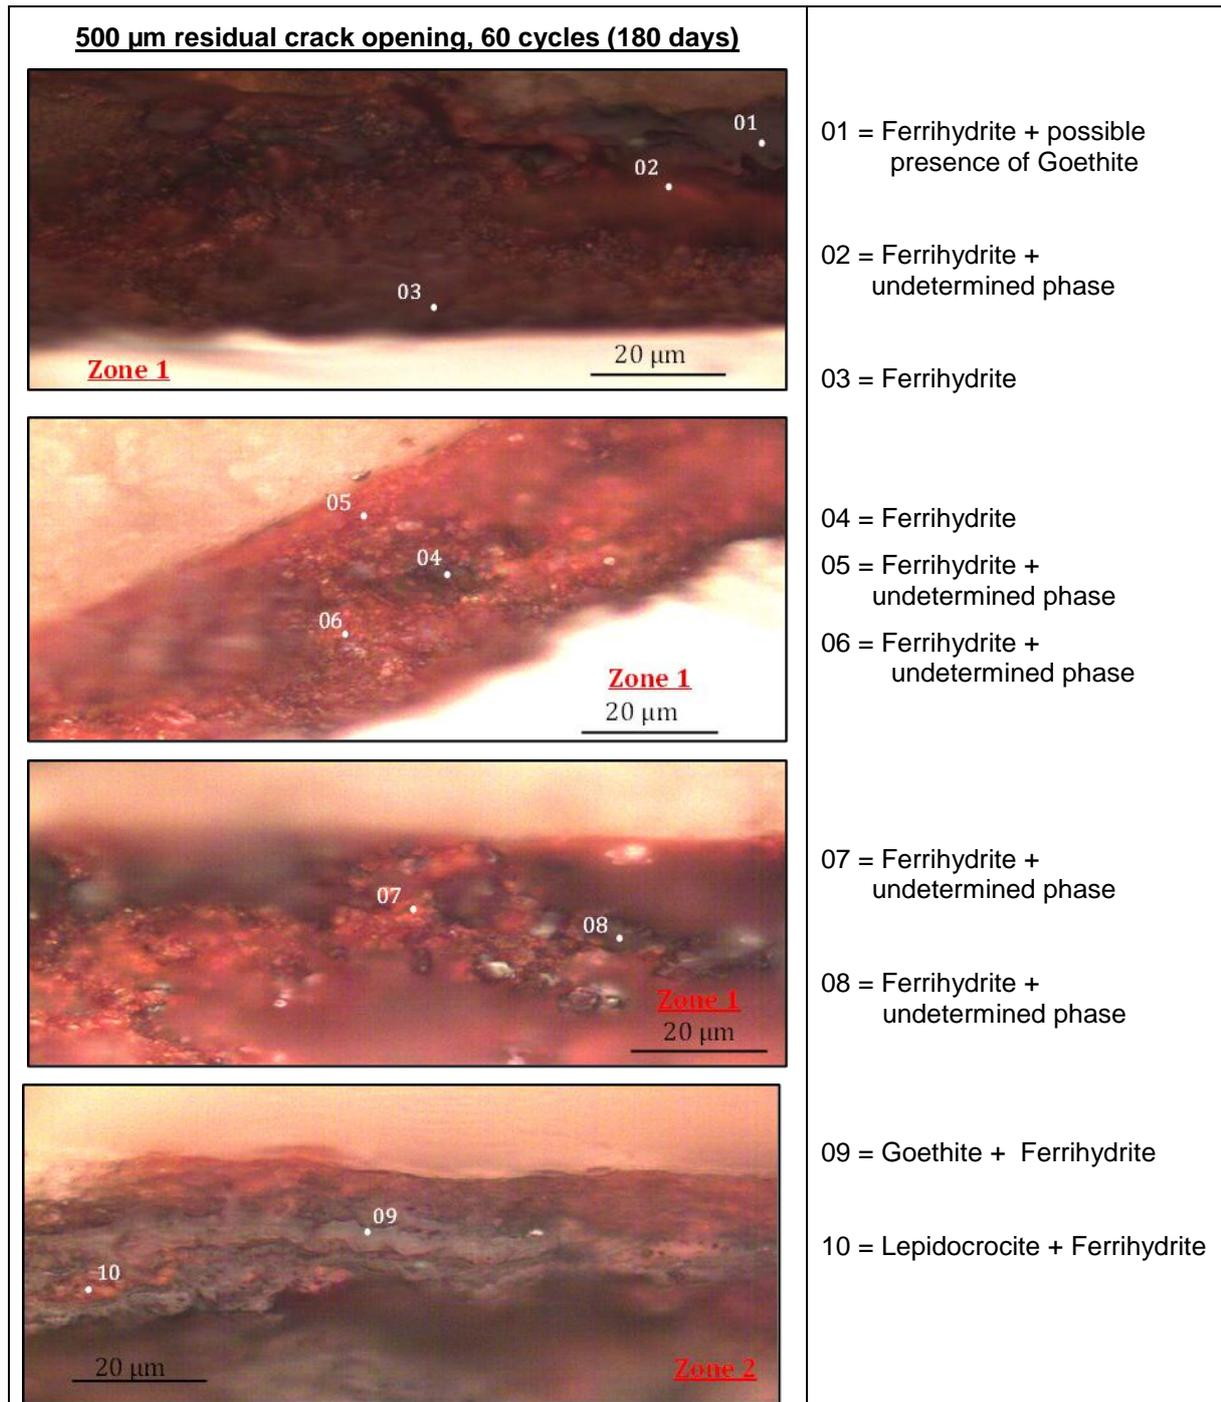 500 µm residual crack opening, 60 cycles (180 days)
01
02
03
Zone 1
20 µm
05
04
06
Zone 1
20 µm
07
08
Zone 1
20 µm
09
10
20 µm
Zone 2
01 = Ferrihydrite + possible
presence of Goethite
02 = Ferrihydrite +
undetermined phase
03 = Ferrihydrite
04 = Ferrihydrite
05 = Ferrihydrite +
undetermined phase
06 = Ferrihydrite +
undetermined phase
07 = Ferrihydrite +
undetermined phase
08 = Ferrihydrite +
undetermined phase
09 = Goethite + Ferrihydrite
10 = Lepidocrocite + Ferrihydrite